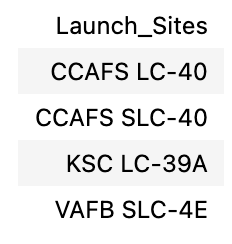 Launch_Sites
CCAFS LC-40
CCAFS SLC-40
KSC LC-39A
VAFB SLC-4E